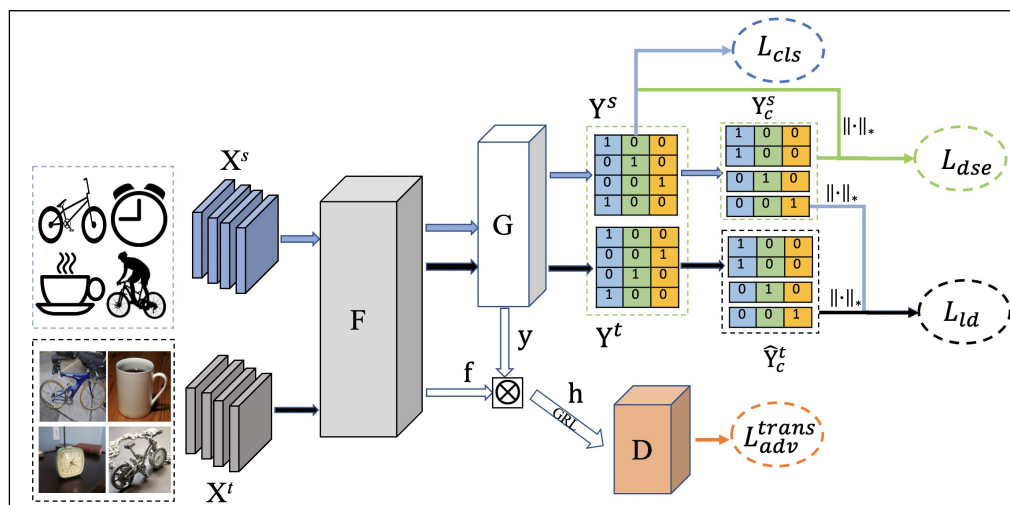 L_cls
Y^s
Y_c^s
1 0 0
0 1 0
0 0 1
1 0 0
1 0 0
1 0 0
0 1 0
0 0 1
‖·‖_*
L_dse
‖·‖_*
X^s
F
G
1 0 0
0 0 1
0 1 0
1 0 0
1 0 0
1 0 0
0 1 0
0 0 1
‖·‖_*
L_ld
Y^t
Ŷ_c^t
y
f
⊗
h
GRL
D
L_adv^trans
X^t